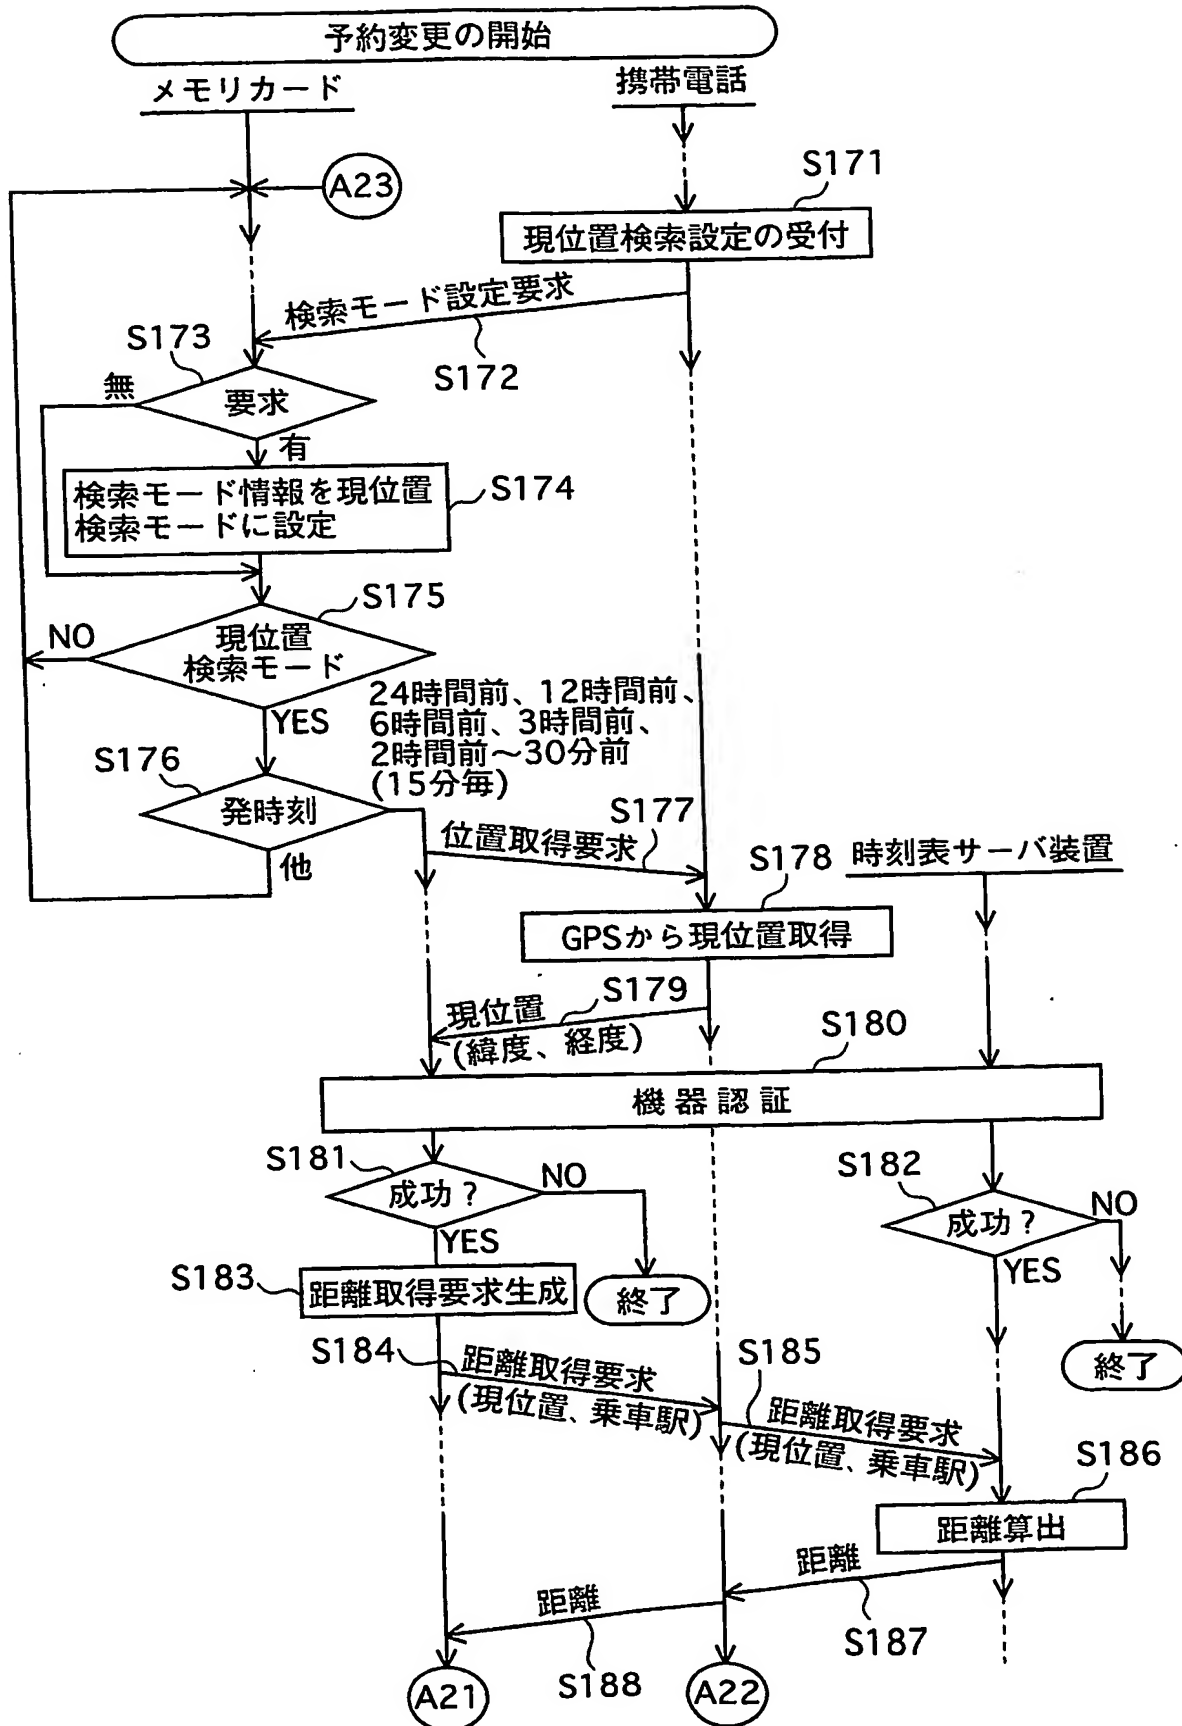 予約変更の開始
メモリカード
携帯電話
A23
S171
現位置検索設定の受付
検索モード設定要求
S172
S173
無
要求
有
検索モード情報を現位置
検索モードに設定
S174
S175
NO
現位置
検索モード
YES
24時間前、12時間前、
6時間前、3時間前、
2時間前～30分前
(15分毎)
S176
発時刻
他
S177
位置取得要求
S178
時刻表サーバ装置
GPSから現位置取得
S179
現位置
(緯度、経度)
S180
機器認証
S181
成功?
NO
YES
S182
成功?
NO
YES
S183
距離取得要求生成
終了
終了
S184
距離取得要求
(現位置、乗車駅)
S185
距離取得要求
(現位置、乗車駅)
S186
距離算出
距離
S187
距離
S188
A21
A22